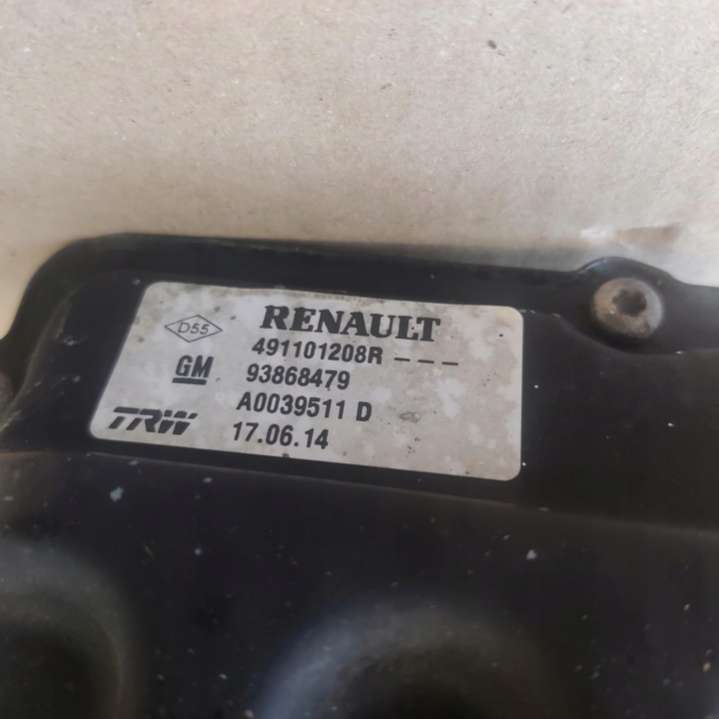 D55
RENAULT
491101208R - - -
GM 93868479
A0039511 D
TRW 17.06.14